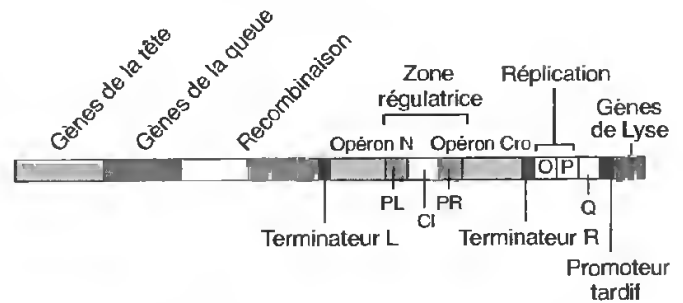 Gènes de la tête
Gènes de la queue
Recombinaison
Zone
régulatrice
Réplication
Gènes
de Lyse
Opéron N
Opéron Cro
O P
PL
CI
PR
Q
Terminateur L
Terminateur R
Promoteur
tardif